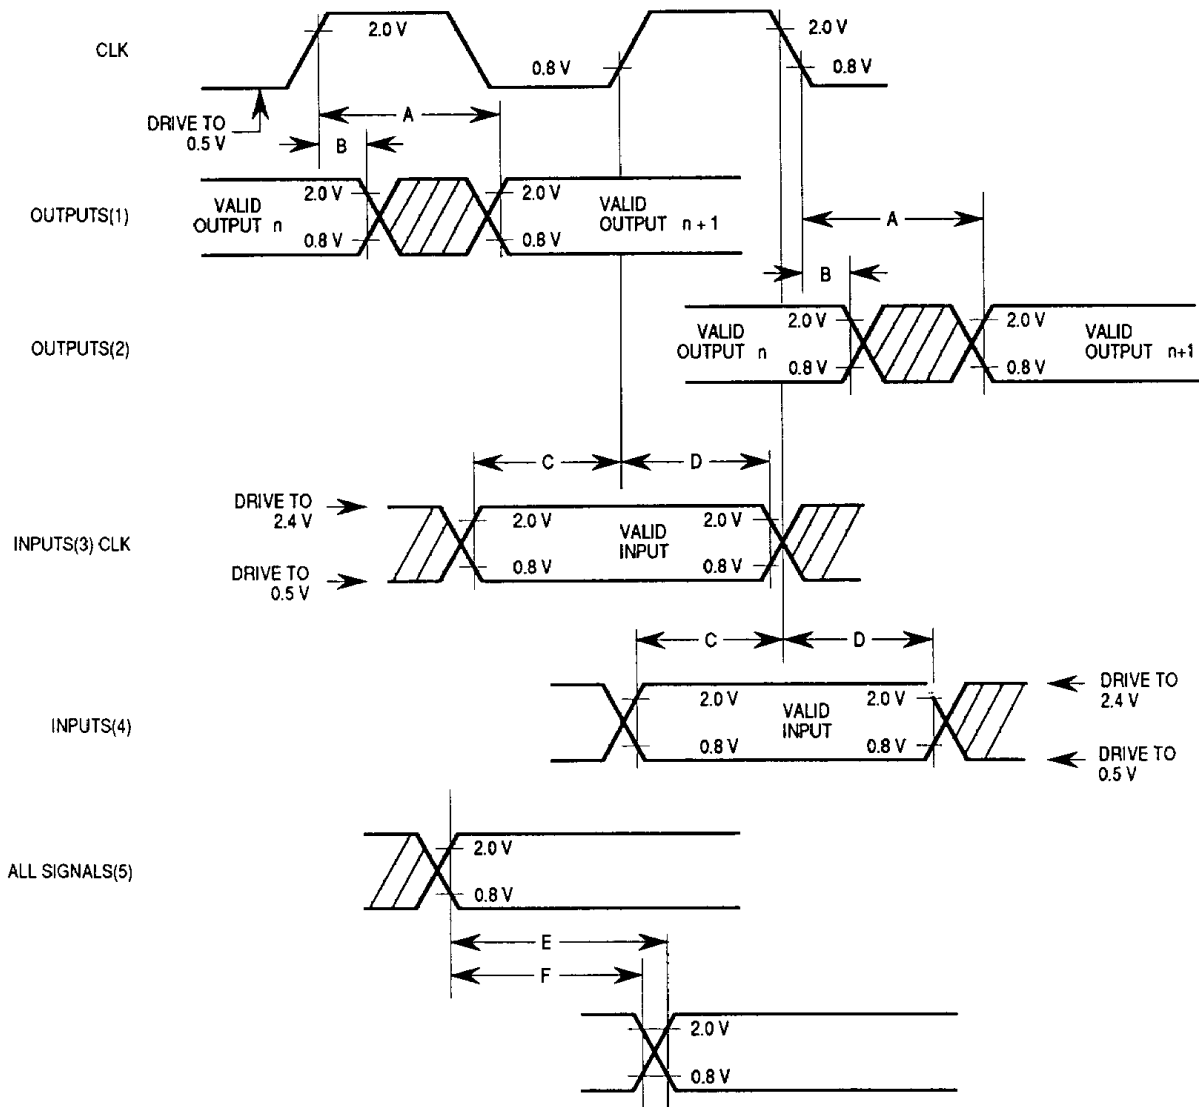 2.0 V
2.0 V
CLK
0.8 V
0.8 V
A
DRIVE TO
0.5 V
B
2.0 V
2.0 V
VALID
OUTPUT n
VALID
OUTPUT n + 1
OUTPUTS(1)
A
0.8 V
0.8 V
B
2.0 V
2.0 V
VALID
OUTPUT n
VALID
OUTPUT n+1
OUTPUTS(2)
0.8 V
0.8 V
C
D
DRIVE TO
2.4 V
2.0 V
2.0 V
VALID
INPUT
INPUTS(3) CLK
0.8 V
0.8 V
DRIVE TO
0.5 V
C
D
DRIVE TO
2.4 V
2.0 V
2.0 V
VALID
INPUT
INPUTS(4)
0.8 V
0.8 V
DRIVE TO
0.5 V
2.0 V
ALL SIGNALS(5)
0.8 V
E
F
2.0 V
0.8 V